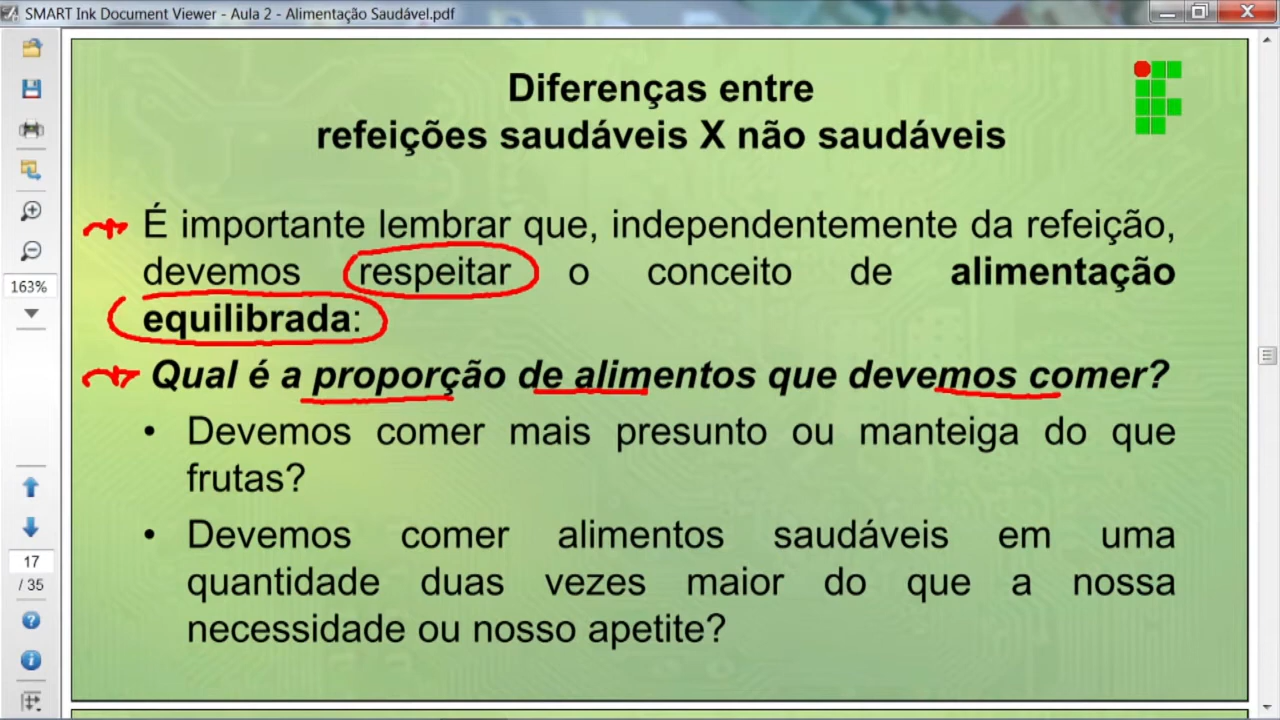 SMART Ink Document Viewer - Aula 2 - Alimentação Saudável.pdf
Diferenças entre
refeições saudáveis X não saudáveis
É importante lembrar que, independentemente da refeição,
devemos respeitar o conceito de alimentação
equilibrada:
Qual é a proporção de alimentos que devemos comer?
• Devemos comer mais presunto ou manteiga do que
frutas?
• Devemos comer alimentos saudáveis em uma
quantidade duas vezes maior do que a nossa
necessidade ou nosso apetite?
163%
17
/ 35